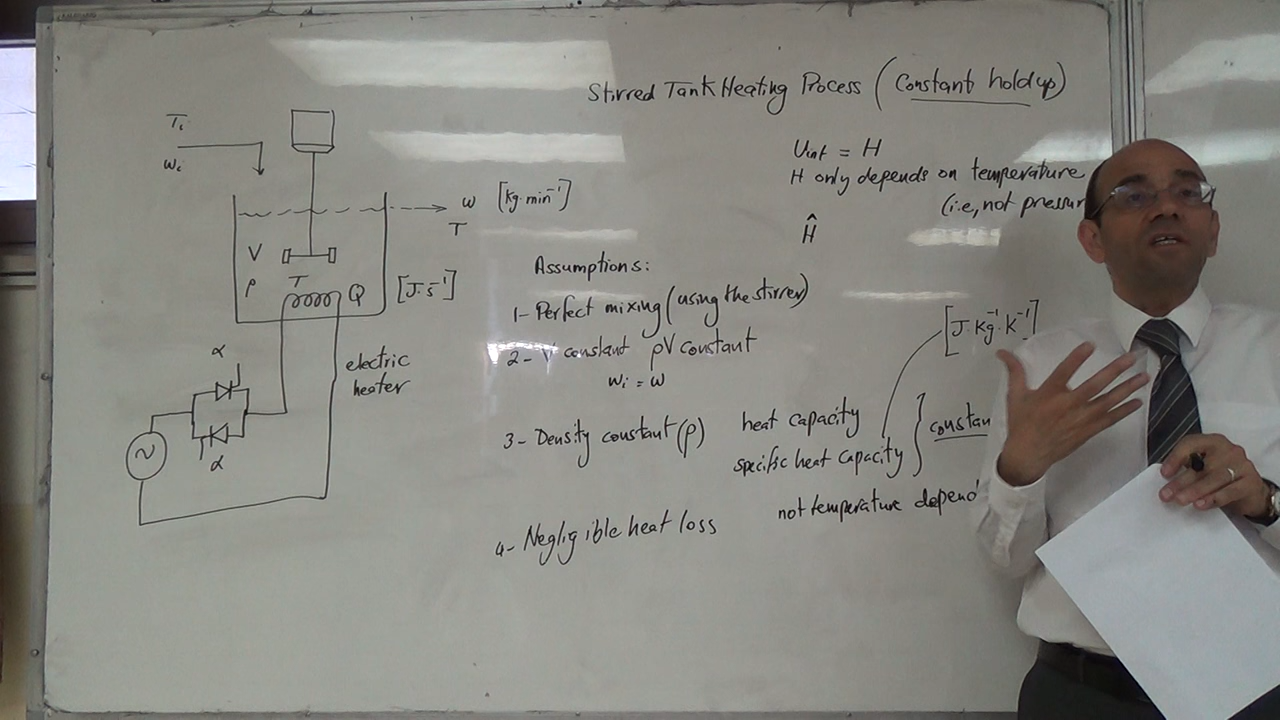 Stirred Tank Heating Process (Constant holdup)
Ti
wi
w [kg·min⁻¹]
T
V
ρ
T
Q [J·s⁻¹]
α
α
~
electric
heater
Uint = H
H only depends on temperature
(i.e, not pressur
Ĥ
Assumptions:
1- Perfect mixing (using the stirrer)
2- V constant ρV constant
wi = w
3- Density constant (ρ)
4- Negligible heat loss
[J·Kg⁻¹·K⁻¹]
heat capacity
specific heat capacity } constan
not temperature depend